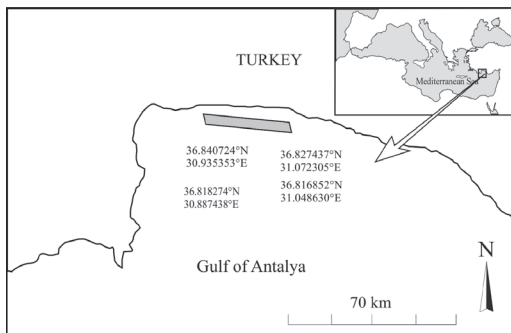 TURKEY
Mediterranean Sea
36.840724°N
30.935353°E
36.827437°N
31.072305°E
36.818274°N
30.887438°E
36.816852°N
31.048630°E
Gulf of Antalya
N
70 km